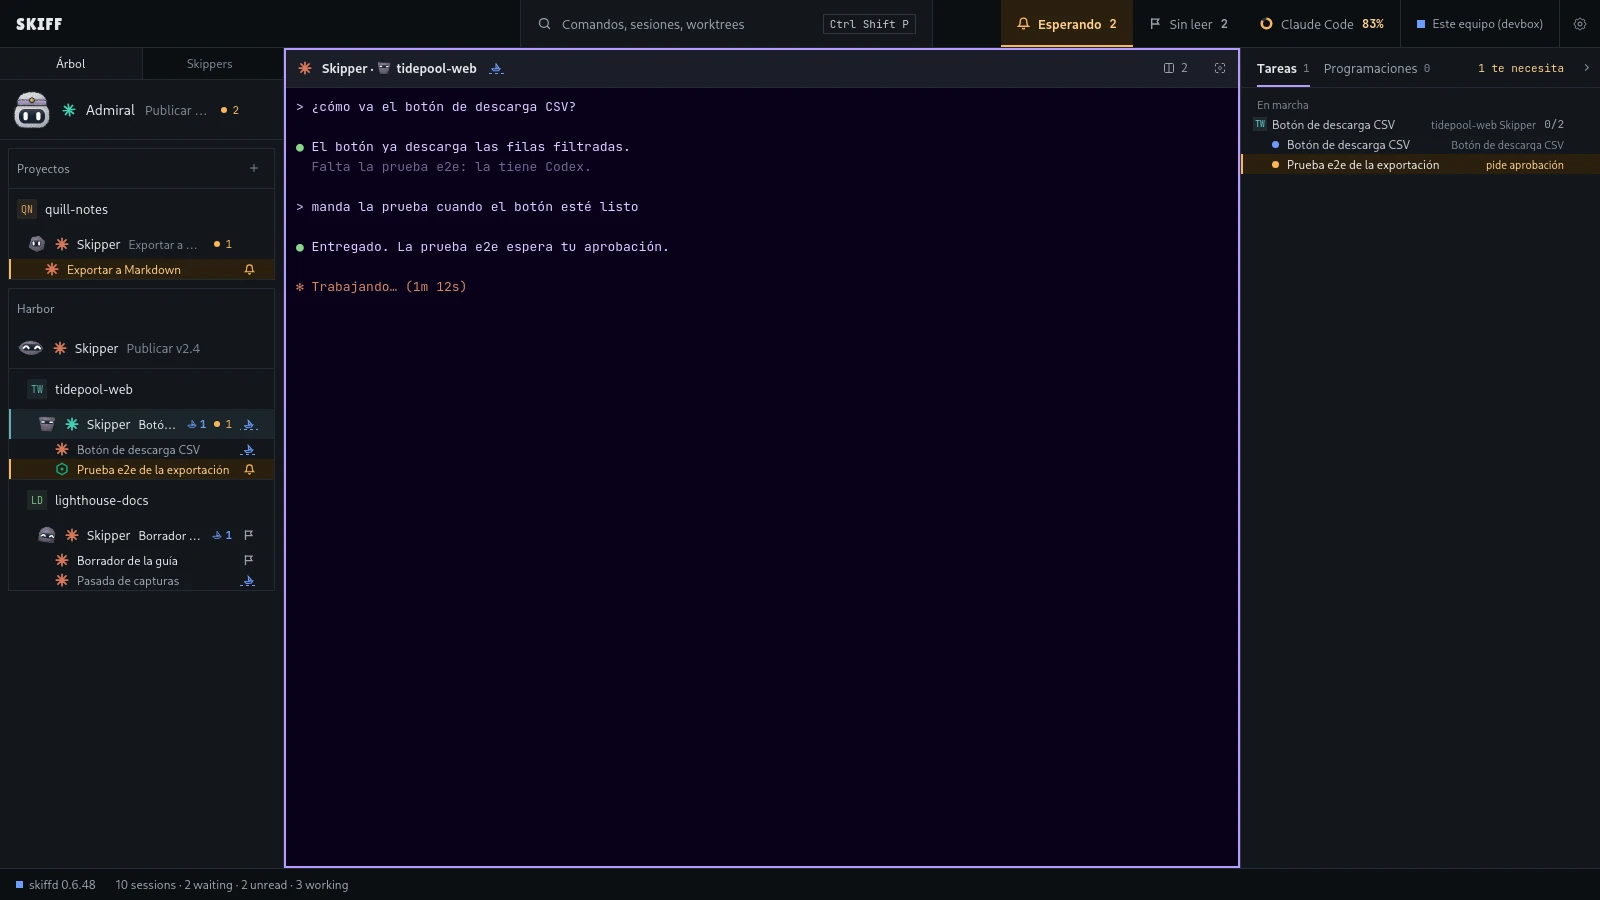 SKIFF
Comandos, sesiones, worktrees
Ctrl Shift P
Esperando 2
Sin leer 2
Claude Code 83%
Este equipo (devbox)
Árbol
Skippers
Admiral Publicar ... 2
Proyectos +
QN quill-notes
Skipper Exportar a ... 1
Exportar a Markdown
Harbor
Skipper Publicar v2.4
TW tidepool-web
Skipper Botó... 1 1
Botón de descarga CSV
Prueba e2e de la exportación
LD lighthouse-docs
Skipper Borrador ... 1
Borrador de la guía
Pasada de capturas
Skipper · tidepool-web
2
> ¿cómo va el botón de descarga CSV?
El botón ya descarga las filas filtradas.
Falta la prueba e2e: la tiene Codex.
> manda la prueba cuando el botón esté listo
Entregado. La prueba e2e espera tu aprobación.
Trabajando… (1m 12s)
Tareas 1
Programaciones 0
1 te necesita
En marcha
TW Botón de descarga CSV tidepool-web Skipper 0/2
Botón de descarga CSV Botón de descarga CSV
Prueba e2e de la exportación pide aprobación
skiffd 0.6.48
10 sessions · 2 waiting · 2 unread · 3 working